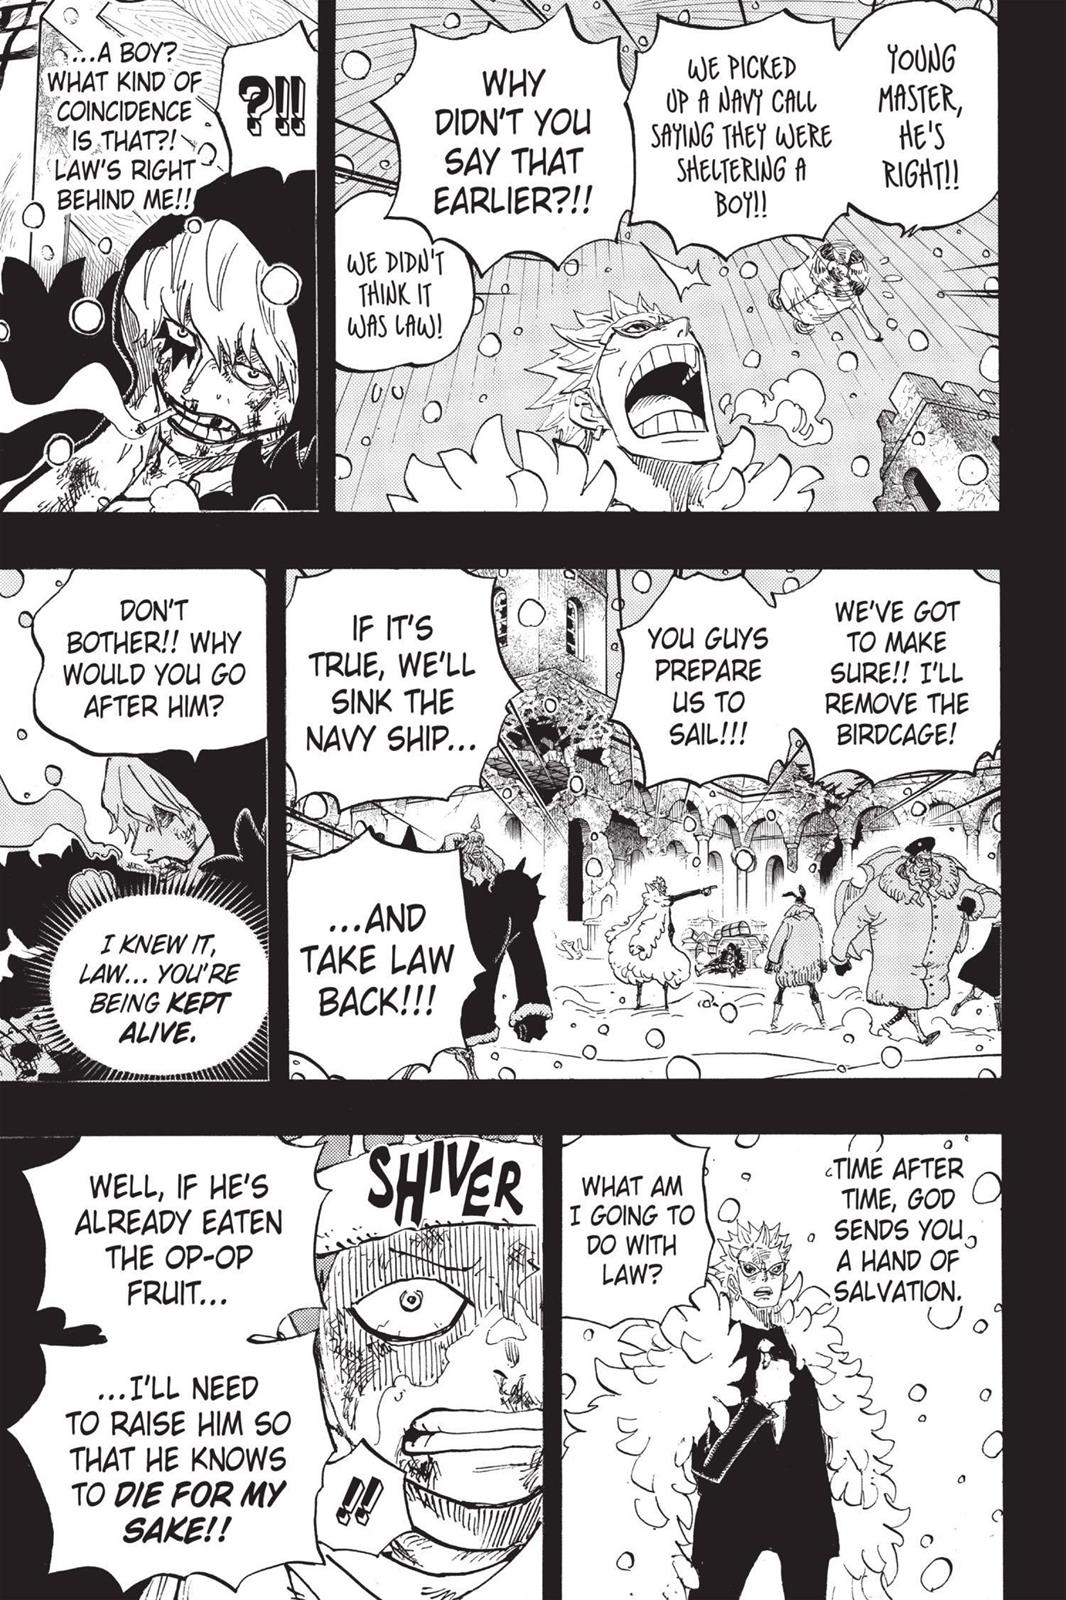 YOUNG
MASTER,
HE'S
RIGHT!!
WE PICKED
UP A NAVY CALL
SAYING THEY WERE
SHELTERING A
BOY!!
WHY
DIDN'T YOU
SAY THAT
EARLIER?!!
WE DIDN'T
THINK IT
WAS LAW!
?!!
...A BOY?
WHAT KIND OF
COINCIDENCE
IS THAT?!
LAW'S RIGHT
BEHIND ME!!
WE'VE GOT
TO MAKE
SURE!! I'LL
REMOVE THE
BIRDCAGE!
YOU GUYS
PREPARE
US TO
SAIL!!!
IF IT'S
TRUE, WE'LL
SINK THE
NAVY SHIP...
...AND
TAKE LAW
BACK!!!
DON'T
BOTHER!! WHY
WOULD YOU GO
AFTER HIM?
I KNEW IT,
LAW... YOU'RE
BEING KEPT
ALIVE.
TIME AFTER
TIME, GOD
SENDS YOU
A HAND OF
SALVATION.
WHAT AM
I GOING TO
DO WITH
LAW?
SHIVER
WELL, IF HE'S
ALREADY EATEN
THE OP-OP
FRUIT...
...I'LL NEED
TO RAISE HIM SO
THAT HE KNOWS
TO DIE FOR MY
SAKE!!
!!